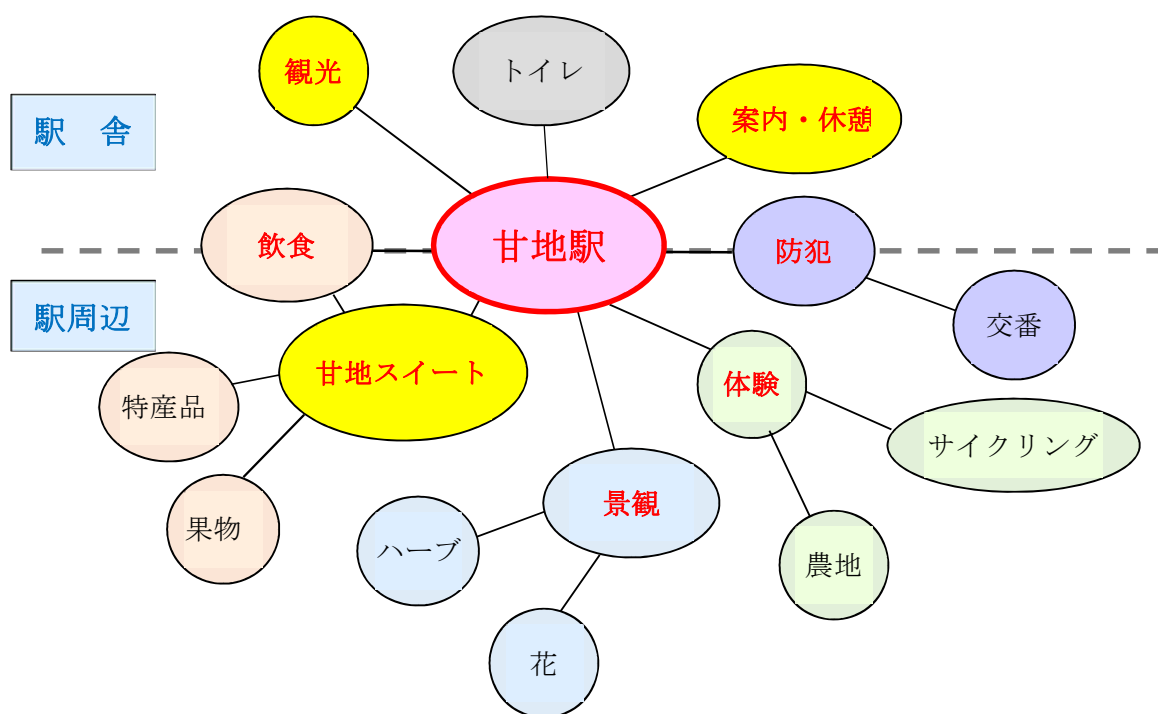 観光
トイレ
案内・休憩
駅 舎
飲食
甘地駅
防犯
駅周辺
交番
甘地スイート
体験
特産品
サイクリング
景観
果物
ハーブ
農地
花